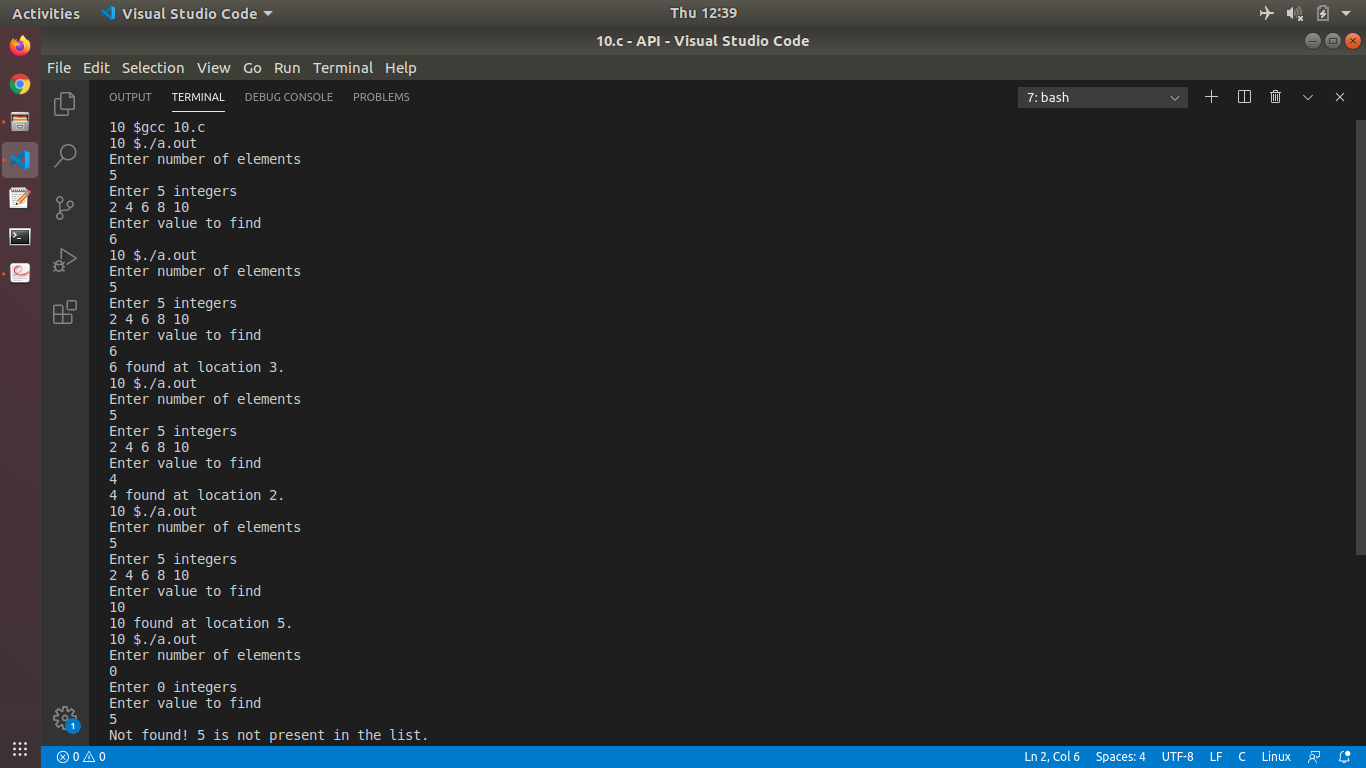 Activities Visual Studio Code Thu 12:39
10.c - API - Visual Studio Code
File Edit Selection View Go Run Terminal Help
OUTPUT TERMINAL DEBUG CONSOLE PROBLEMS 7: bash
10 $gcc 10.c
10 $./a.out
Enter number of elements
5
Enter 5 integers
2 4 6 8 10
Enter value to find
6
10 $./a.out
Enter number of elements
5
Enter 5 integers
2 4 6 8 10
Enter value to find
6
6 found at location 3.
10 $./a.out
Enter number of elements
5
Enter 5 integers
2 4 6 8 10
Enter value to find
4
4 found at location 2.
10 $./a.out
Enter number of elements
5
Enter 5 integers
2 4 6 8 10
Enter value to find
10
10 found at location 5.
10 $./a.out
Enter number of elements
0
Enter 0 integers
Enter value to find
5
Not found! 5 is not present in the list.
1
0 0 Ln 2, Col 6 Spaces: 4 UTF-8 LF C Linux